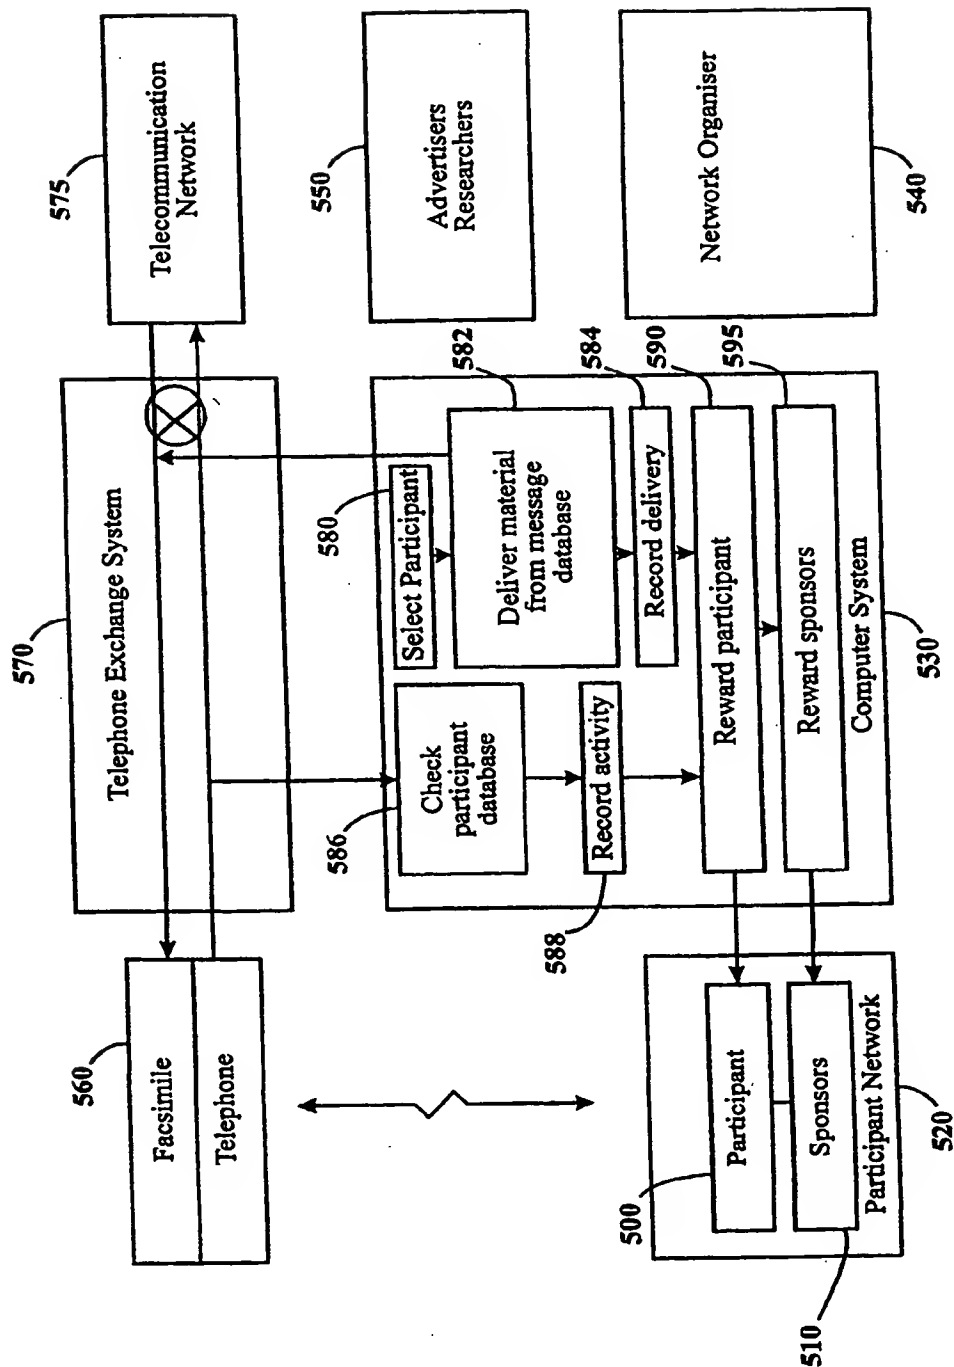 560
Facsimile
Telephone
570
Telephone Exchange System
575
Telecommunication
Network
586
Check
participant
database
580
Select Participant
582
Deliver material
from message
database
550
Advertisers
Researchers
588
Record activity
584
Record delivery
500
Participant
590
Reward participant
Network Organiser
540
510
Sponsors
595
Reward sponsors
Participant Network
520
Computer System
530